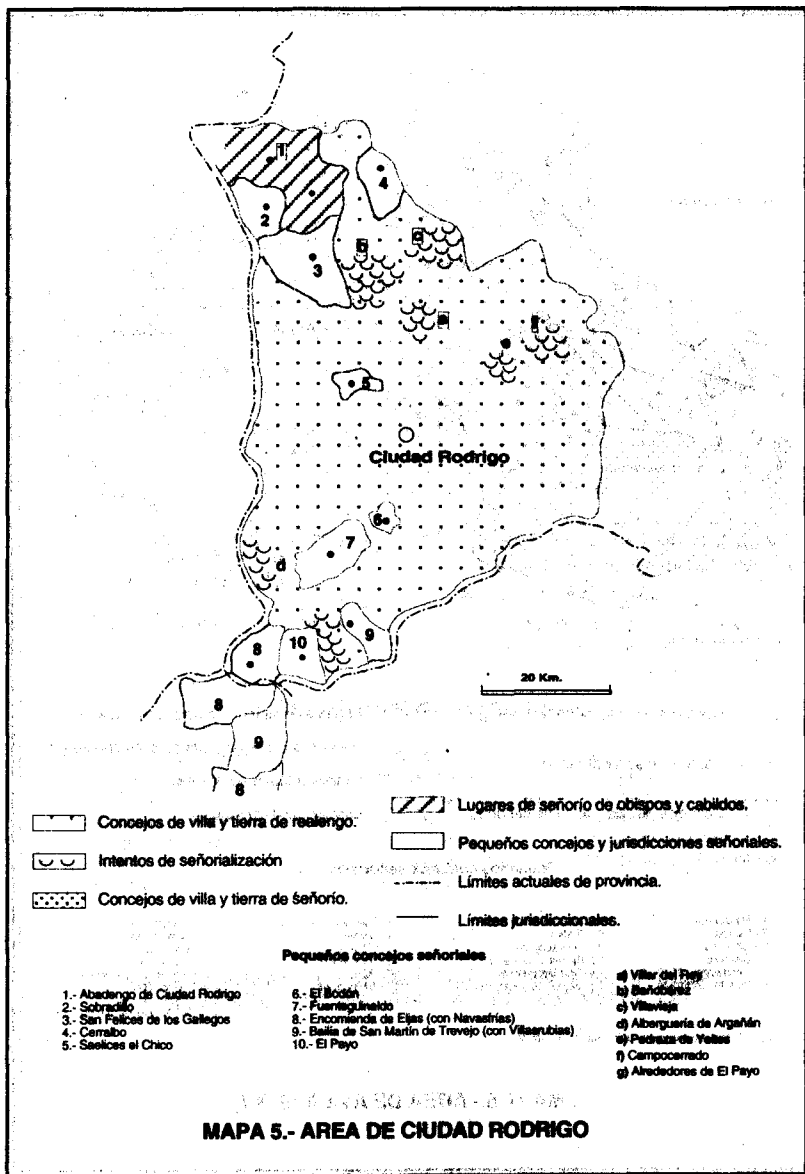 1
4
2
b
c
3
a
f
e
5
Ciudad Rodrigo
6
7
d
8
10
9
20 Km.
8
9
8
Concejos de villa y tierra de realengo.
Intentos de señorialización
Concejos de villa y tierra de señorío.
Lugares de señorío de obispos y cabildos.
Pequeños concejos y jurisdicciones señoriales.
Límites actuales de provincia.
Límites jurisdiccionales.
Pequeños concejos señoriales
1.- Abadengo de Ciudad Rodrigo
2.- Sobradillo
3.- San Felices de los Gallegos
4.- Cerralbo
5.- Saelices el Chico
6.- El Bodón
7.- Fuenteguinaldo
8.- Encomienda de Eljas (con Navasfrías)
9.- Bailía de San Martín de Trevejo (con Villasrubias)
10.- El Payo
a) Villar del Rey
b) Bañobárez
c) Villavieja
d) Alberguería de Argañán
e) Pedraza de Yeltes
f) Campocerrado
g) Alrededores de El Payo
MAPA 5.- AREA DE CIUDAD RODRIGO